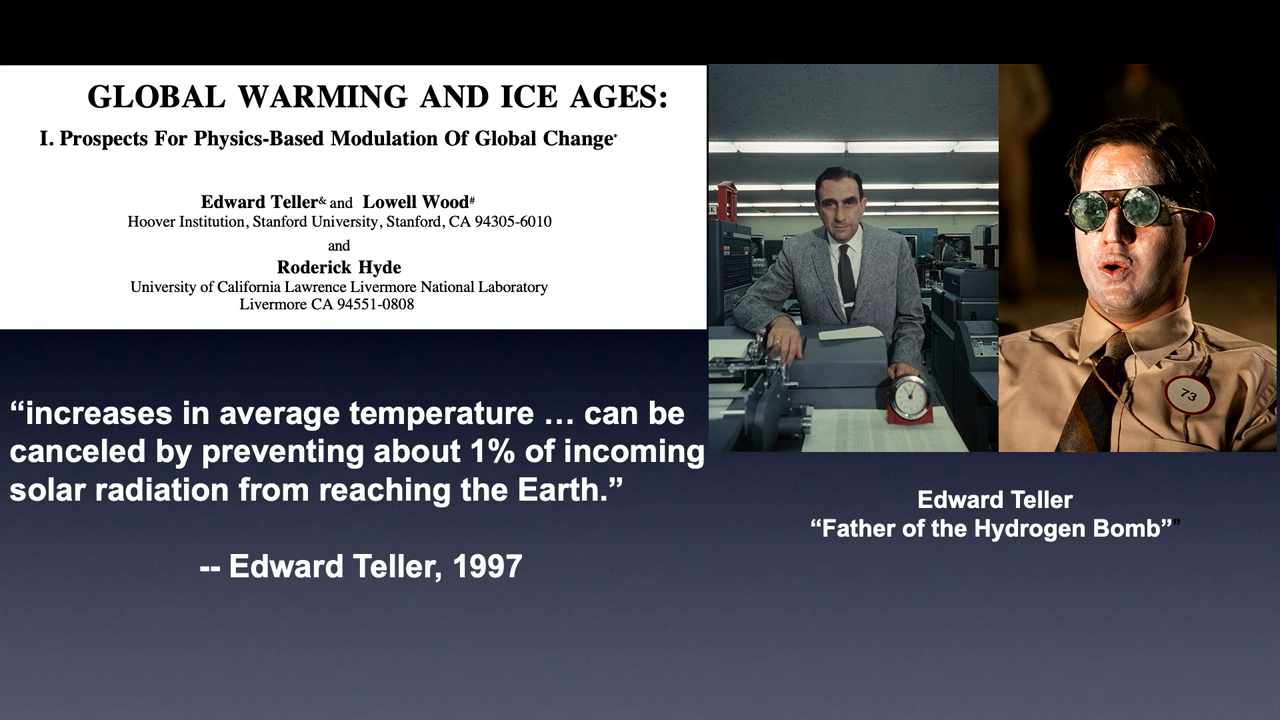 GLOBAL WARMING AND ICE AGES:
I. Prospects For Physics-Based Modulation Of Global Change*
Edward Teller& and Lowell Wood#
Hoover Institution, Stanford University, Stanford, CA 94305-6010
and
Roderick Hyde
University of California Lawrence Livermore National Laboratory
Livermore CA 94551-0808
“increases in average temperature … can be
canceled by preventing about 1% of incoming
solar radiation from reaching the Earth.”
-- Edward Teller, 1997
73
Edward Teller
“Father of the Hydrogen Bomb””